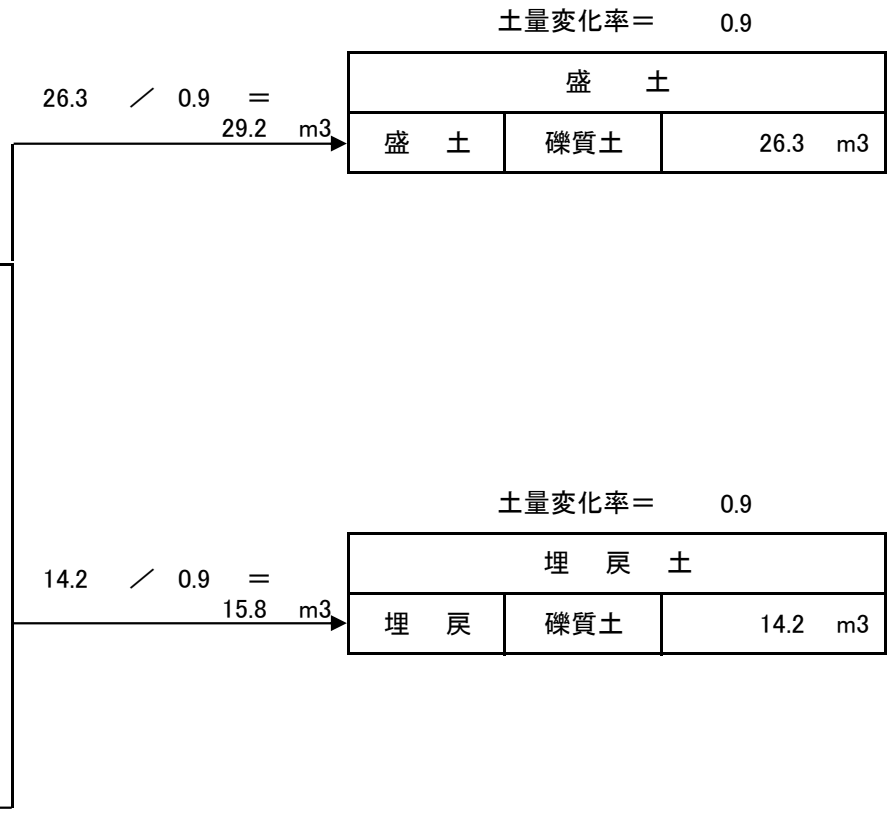 土量変化率＝ 0.9
26.3 ／ 0.9 ＝
29.2 m3
盛 土
盛 土 礫質土 26.3 m3
土量変化率＝ 0.9
14.2 ／ 0.9 ＝
15.8 m3
埋 戻 土
埋 戻 礫質土 14.2 m3